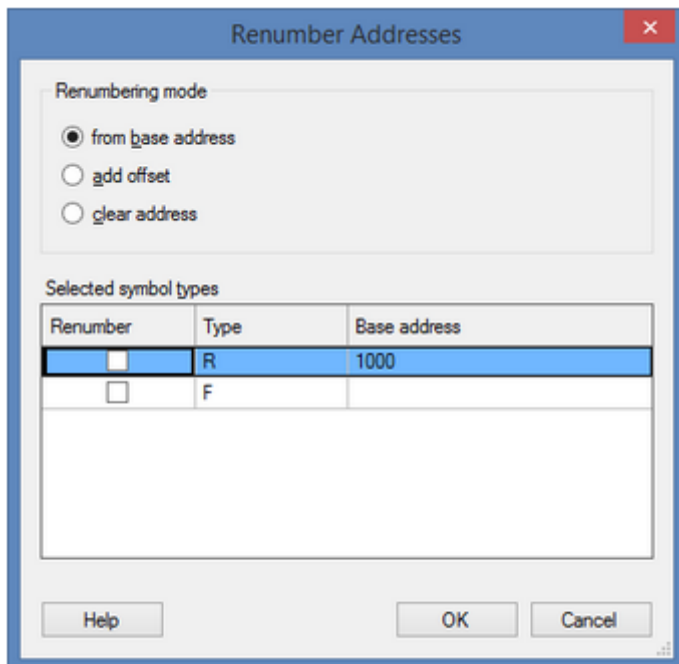 Renumber Addresses
Renumbering mode
from base address
add offset
clear address
Selected symbol types
Renumber Type Base address
R 1000
F
Help OK Cancel